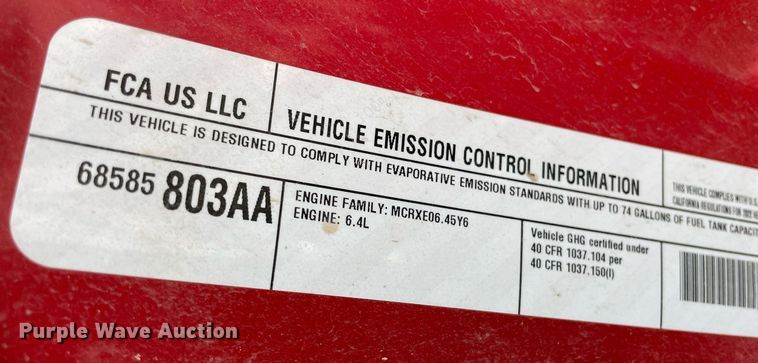 FCA US LLC
VEHICLE EMISSION CONTROL INFORMATION
THIS VEHICLE IS DESIGNED TO COMPLY WITH EVAPORATIVE EMISSION STANDARDS WITH UP TO 74 GALLONS OF FUEL TANK CAPACIT
THIS VEHICLE COMPLIES WITH U.S.
CALIFORNIA REGULATIONS FOR 2022
68585 803AA
ENGINE FAMILY: MCRXE06.45Y6
ENGINE: 6.4L
Vehicle GHG certified under
40 CFR 1037.104 per
40 CFR 1037.150(l)
Purple Wave Auction